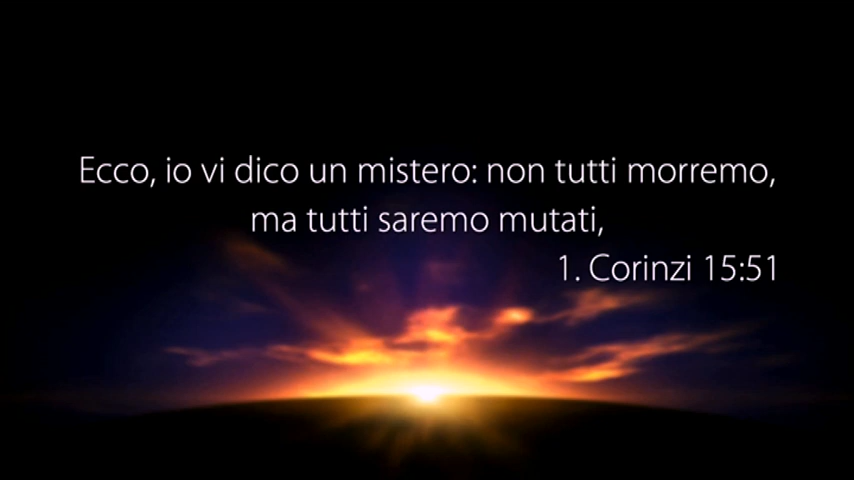 Ecco, io vi dico un mistero: non tutti morremo,
ma tutti saremo mutati,
1. Corinzi 15:51